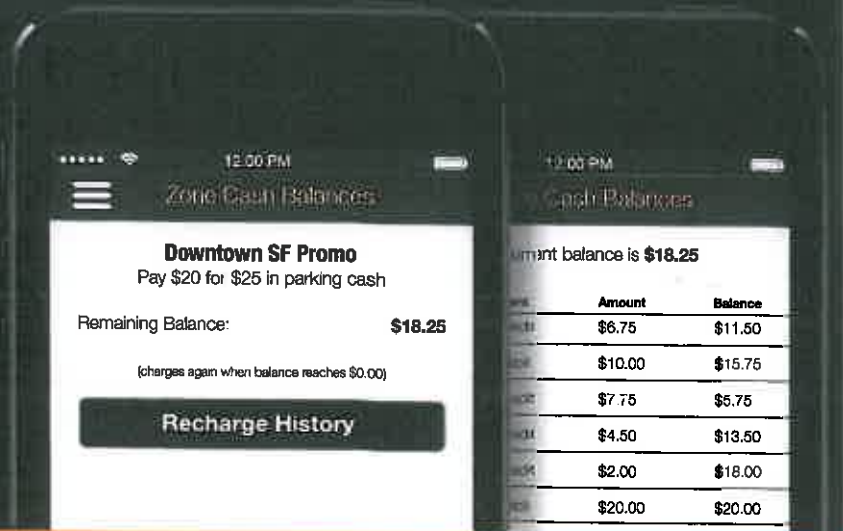 12:00 PM
Zone Cash Balances
Downtown SF Promo
Pay $20 for $25 in parking cash
Remaining Balance: $18.25
(charges again when balance reaches $0.00)
Recharge History
12:00 PM
Cash Balances
balance is $18.25
Amount Balance
$6.75 $11.50
$10.00 $15.75
$7.75 $5.75
$4.50 $13.50
$2.00 $18.00
$20.00 $20.00